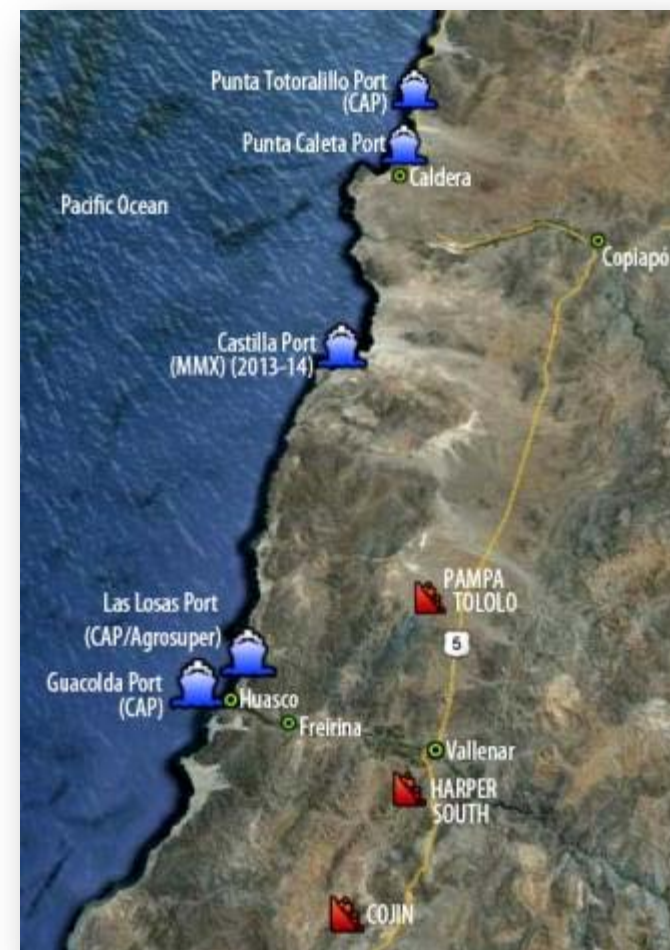 Punta Totoralillo Port
(CAP)
Punta Caleta Port
Caldera
Pacific Ocean
Copiapó
Castilla Port
(MMX) (2013-14)
PAMPA
TOLOLO
Las Losas Port
(CAP/Agrosuper)
5
Guacolda Port
(CAP)
Huasco
Freirina
Vallenar
HARPER
SOUTH
COJIN